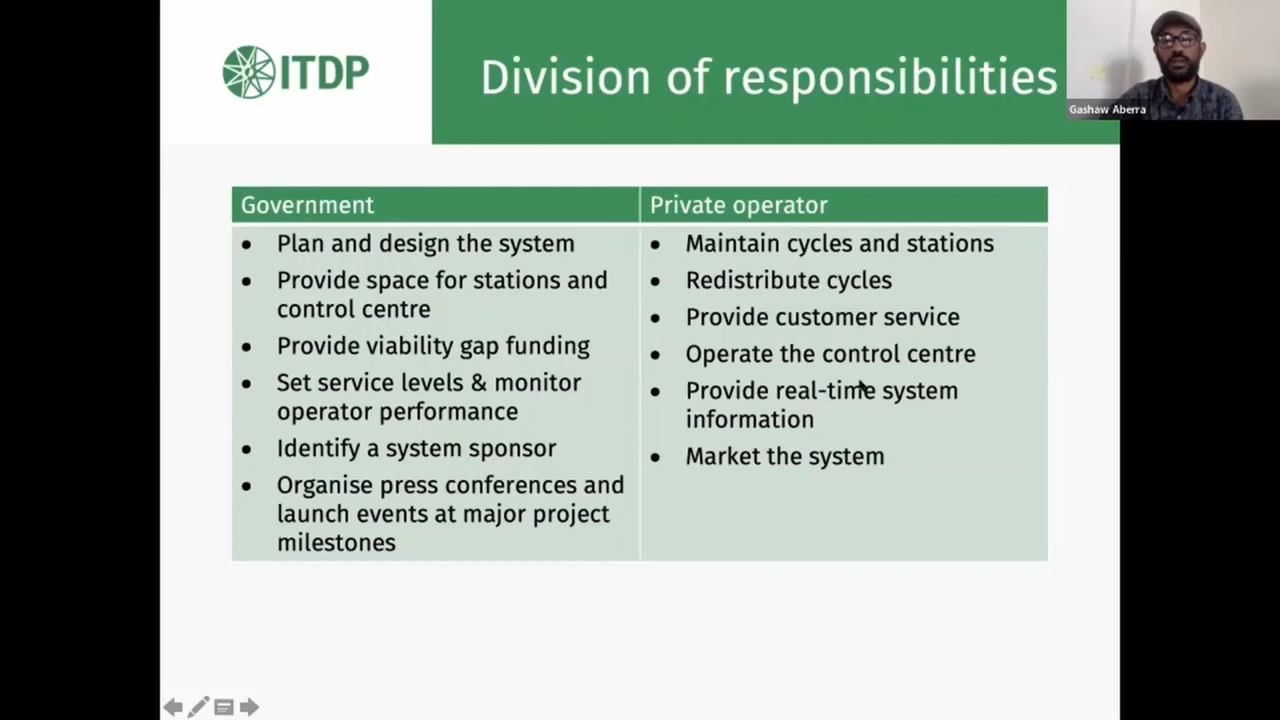 ITDP
Division of responsibilities
Gashaw Aberra
Government
• Plan and design the system
• Provide space for stations and
control centre
• Provide viability gap funding
• Set service levels & monitor
operator performance
• Identify a system sponsor
• Organise press conferences and
launch events at major project
milestones
Private operator
• Maintain cycles and stations
• Redistribute cycles
• Provide customer service
• Operate the control centre
• Provide real-time system
information
• Market the system